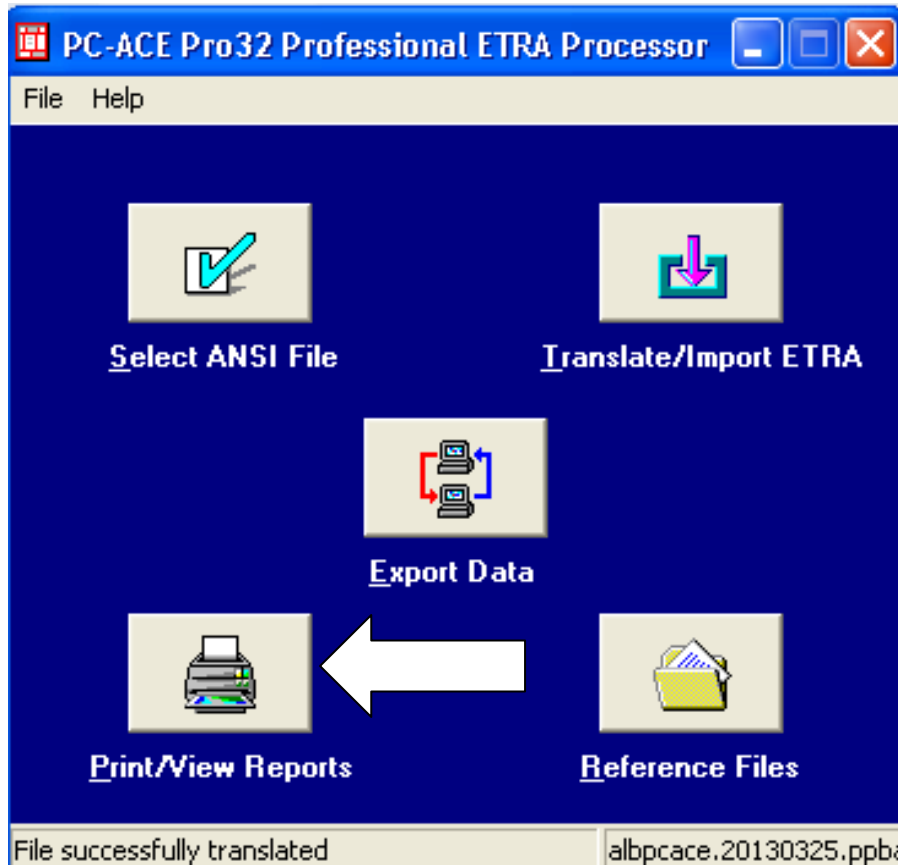 PC-ACE Pro32 Professional ETRA Processor
File Help
Select ANSI File
Translate/Import ETRA
Export Data
Print/View Reports
Reference Files
File successfully translated
albpcace.20130325.ppba